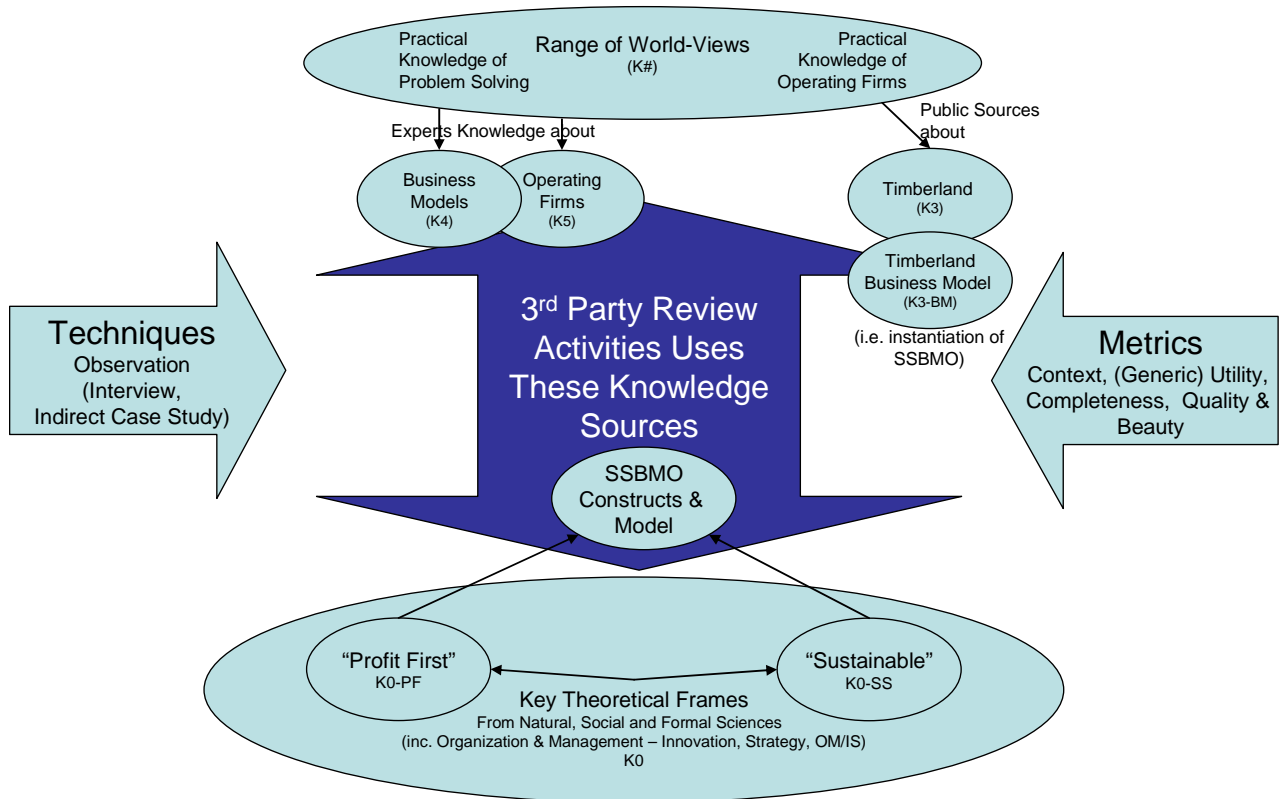 Practical
Knowledge of
Problem Solving
Range of World-Views
(K#)
Practical
Knowledge of
Operating Firms
Experts Knowledge about
Public Sources
about
Business
Models
(K4)
Operating
Firms
(K5)
Timberland
(K3)
Timberland
Business Model
(K3-BM)
(i.e. instantiation of
SSBMO)
Techniques
Observation
(Interview,
Indirect Case Study)
3rd Party Review
Activities Uses
These Knowledge
Sources
Metrics
Context, (Generic) Utility,
Completeness, Quality &
Beauty
SSBMO
Constructs &
Model
“Profit First”
K0-PF
“Sustainable”
K0-SS
Key Theoretical Frames
From Natural, Social and Formal Sciences
(inc. Organization & Management – Innovation, Strategy, OM/IS)
K0